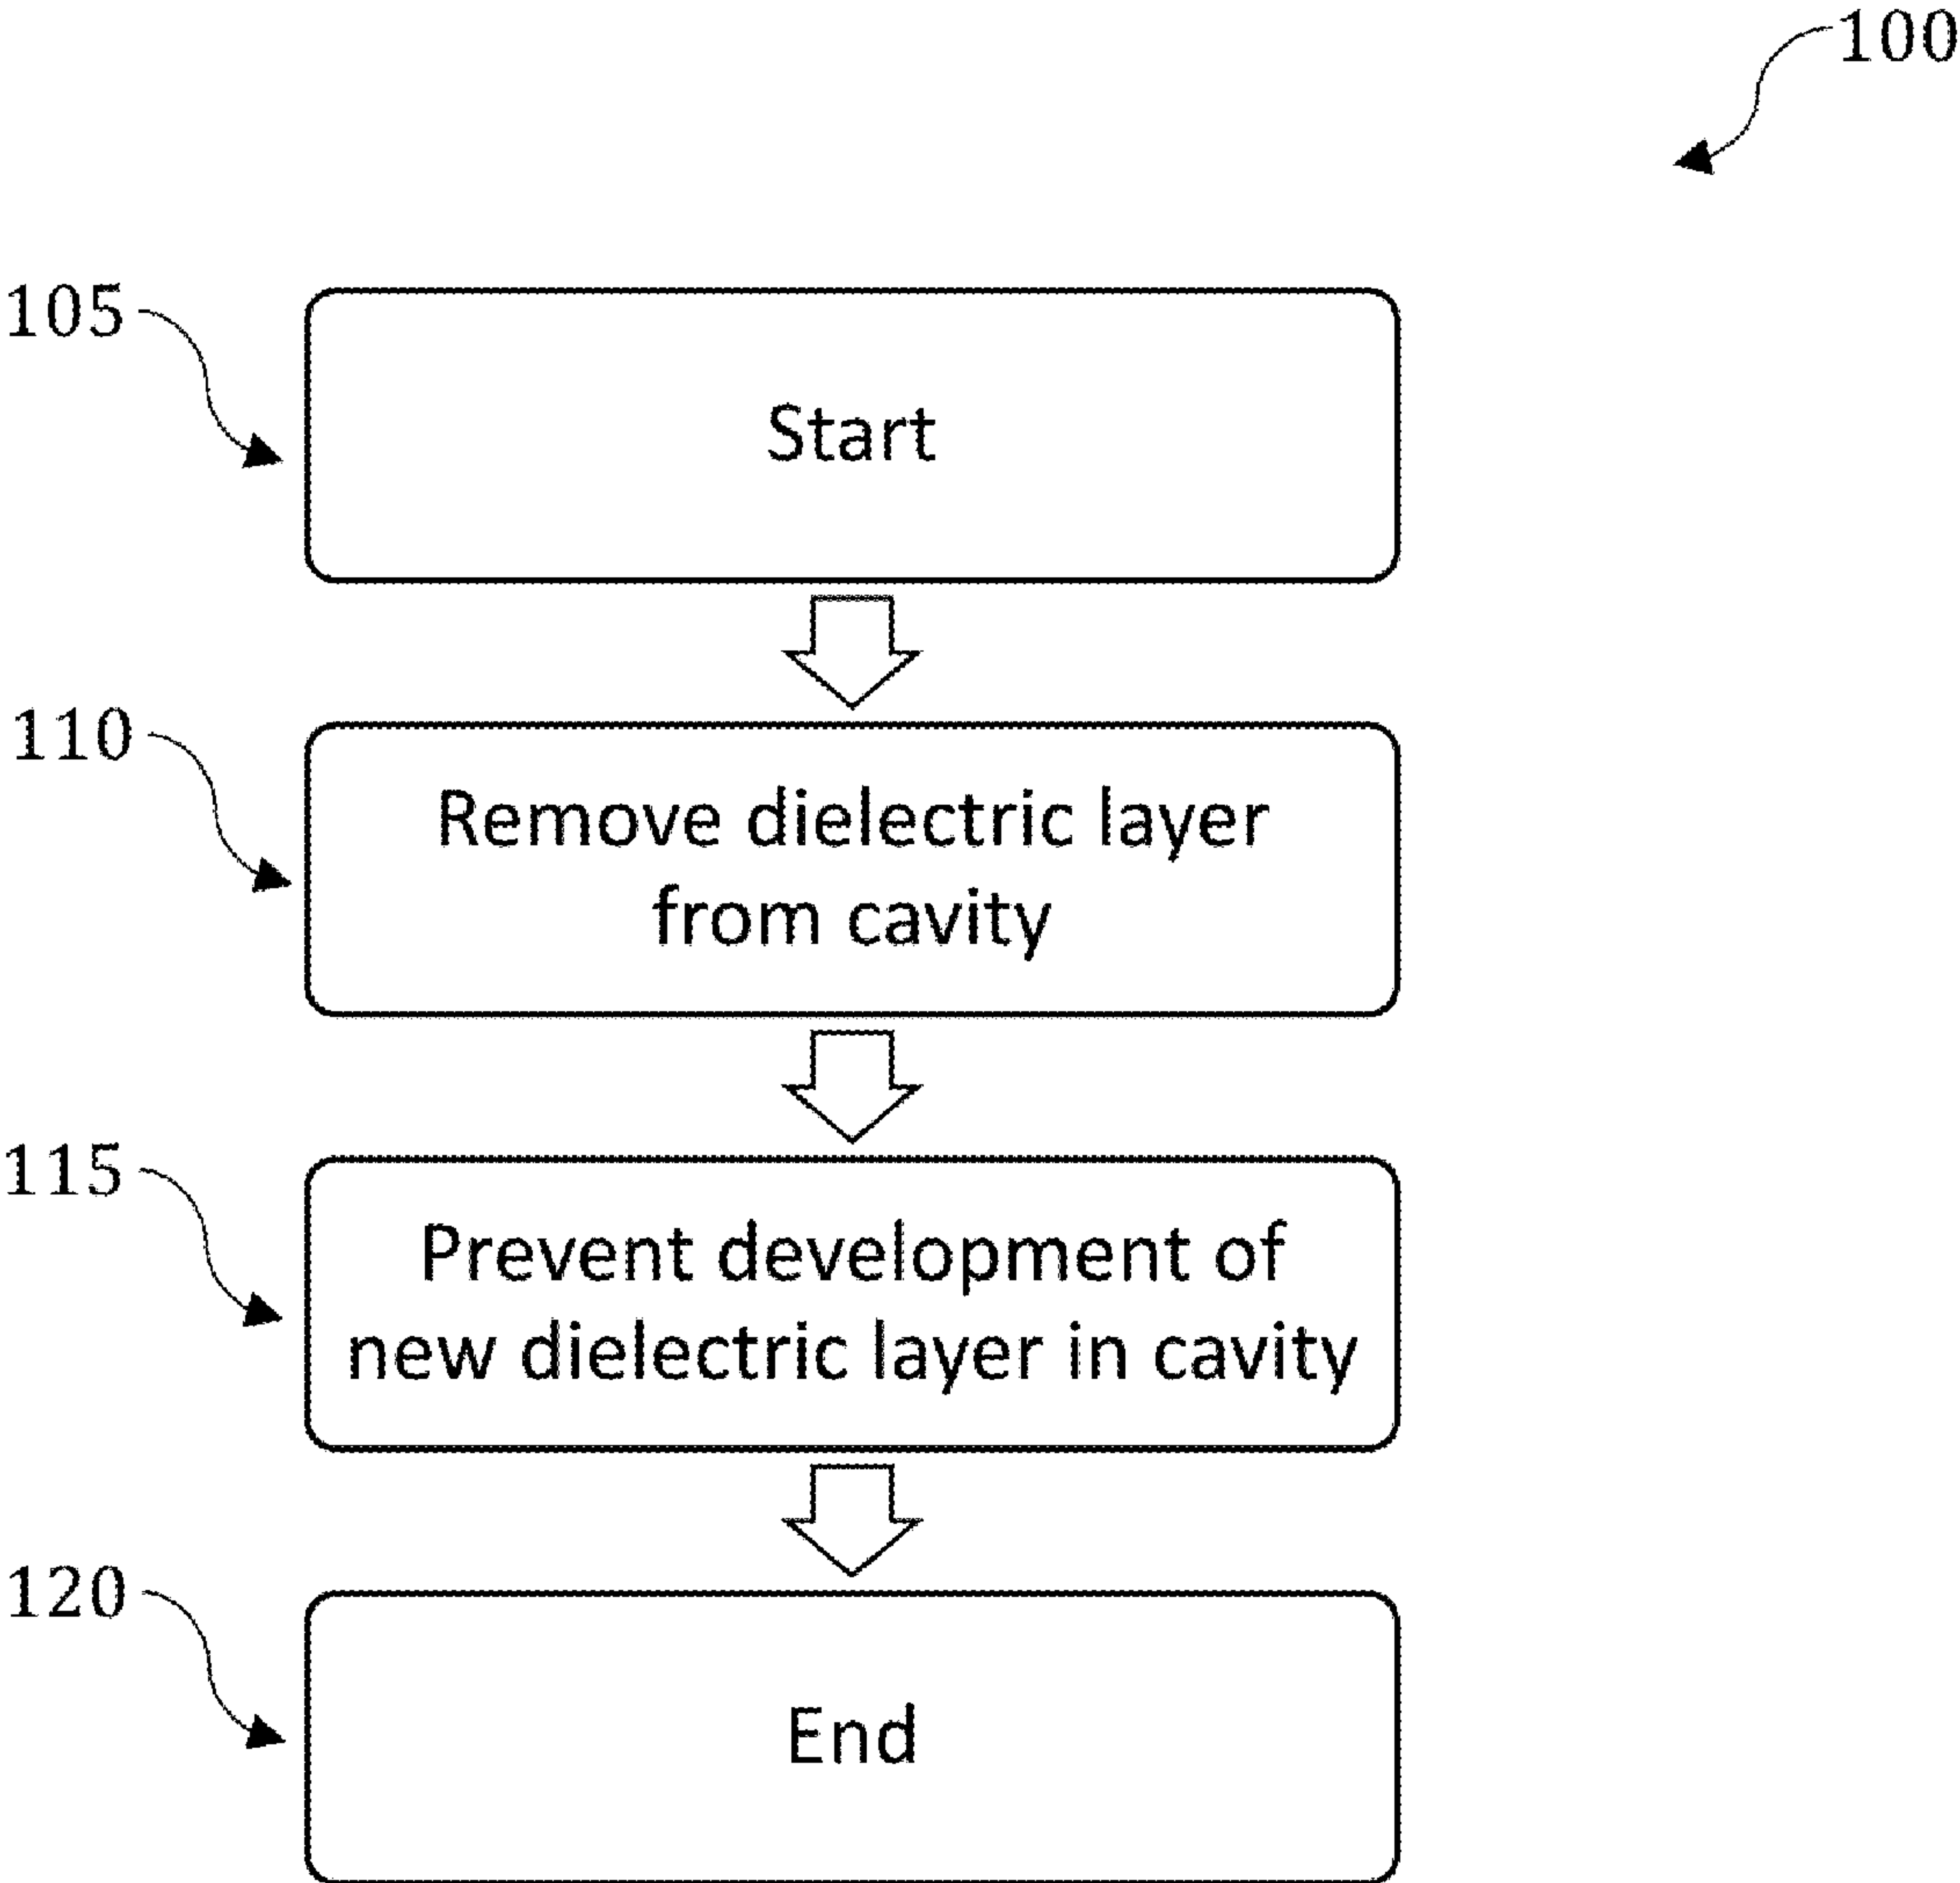 100
105
Start
110
Remove dielectric layer
from cavity
115
Prevent development of
new dielectric layer in cavity
120
End